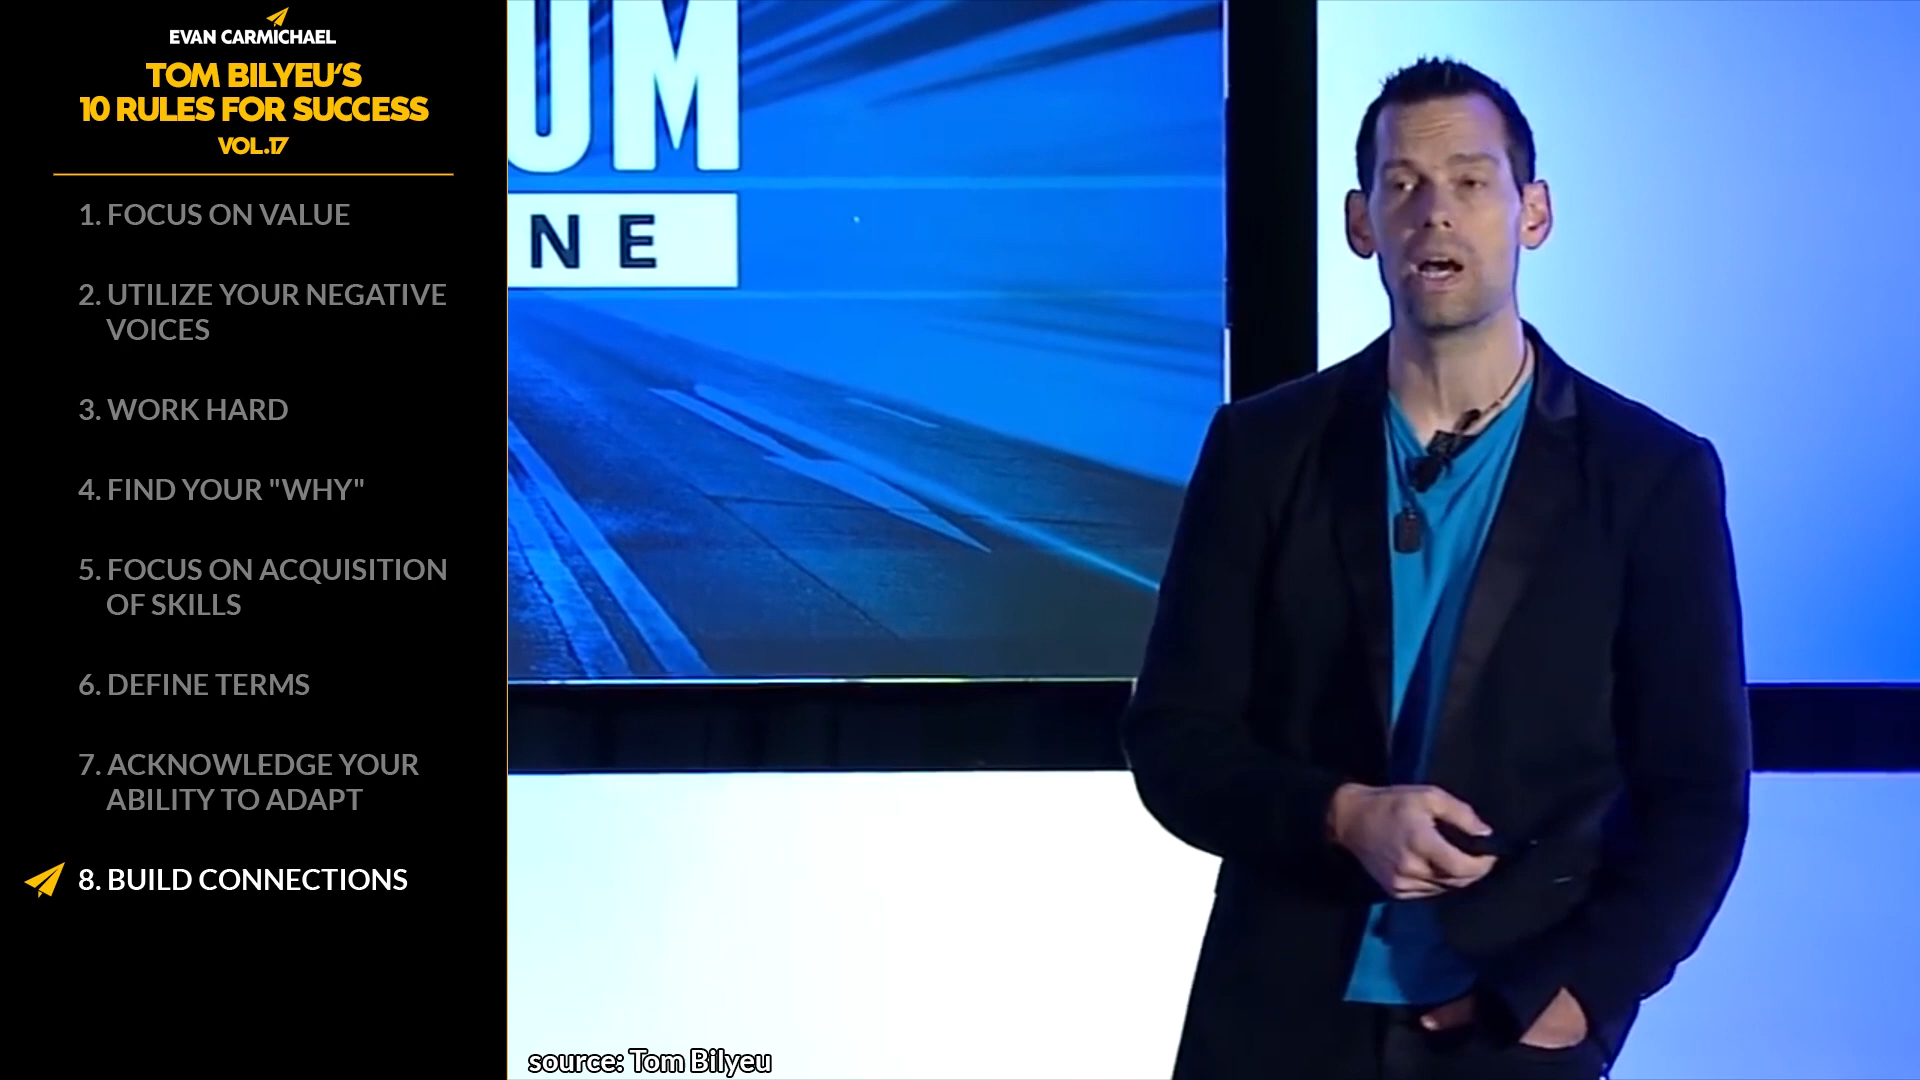 EVAN CARMICHAEL
TOM BILYEU'S
10 RULES FOR SUCCESS
VOL.17
1. FOCUS ON VALUE
2. UTILIZE YOUR NEGATIVE
VOICES
3. WORK HARD
4. FIND YOUR "WHY"
5. FOCUS ON ACQUISITION
OF SKILLS
6. DEFINE TERMS
7. ACKNOWLEDGE YOUR
ABILITY TO ADAPT
8. BUILD CONNECTIONS
UM
NE
source: Tom Bilyeu